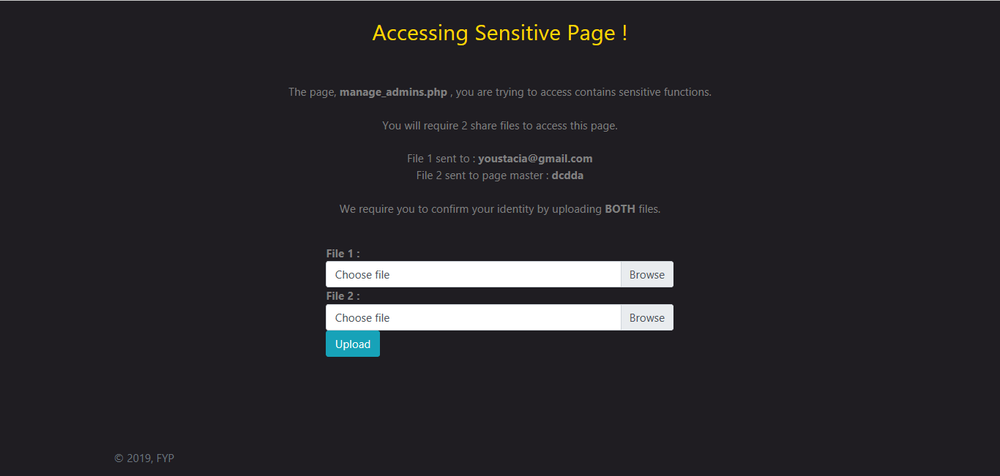 Accessing Sensitive Page !
The page, manage_admins.php , you are trying to access contains sensitive functions.
You will require 2 share files to access this page.
File 1 sent to : youstacia@gmail.com
File 2 sent to page master : dcdda
We require you to confirm your identity by uploading BOTH files.
File 1 :
Choose file Browse
File 2 :
Choose file Browse
Upload
© 2019, FYP